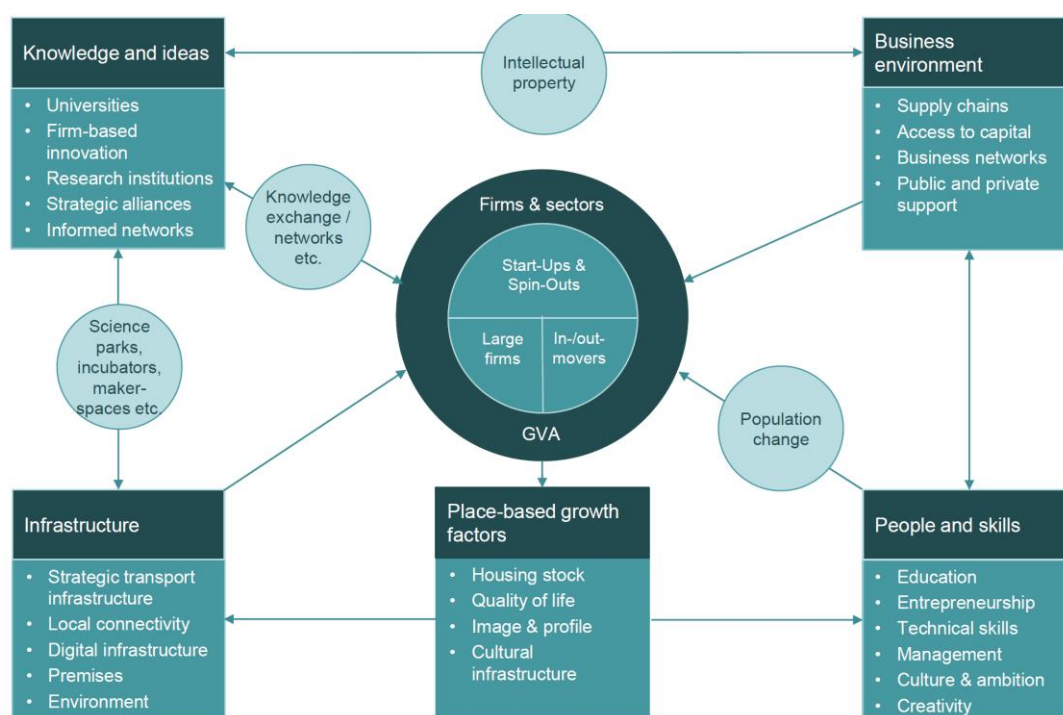 Knowledge and ideas
• Universities
• Firm-based
innovation
• Research institutions
• Strategic alliances
• Informed networks
Intellectual
property
Business
environment
• Supply chains
• Access to capital
• Business networks
• Public and private
support
Knowledge
exchange /
networks
etc.
Firms & sectors
Start-Ups &
Spin-Outs
Large
firms
In-/out-
movers
GVA
Science
parks,
incubators,
maker-
spaces etc.
Population
change
Infrastructure
• Strategic transport
infrastructure
• Local connectivity
• Digital infrastructure
• Premises
• Environment
Place-based growth
factors
• Housing stock
• Quality of life
• Image & profile
• Cultural
infrastructure
People and skills
• Education
• Entrepreneurship
• Technical skills
• Management
• Culture & ambition
• Creativity